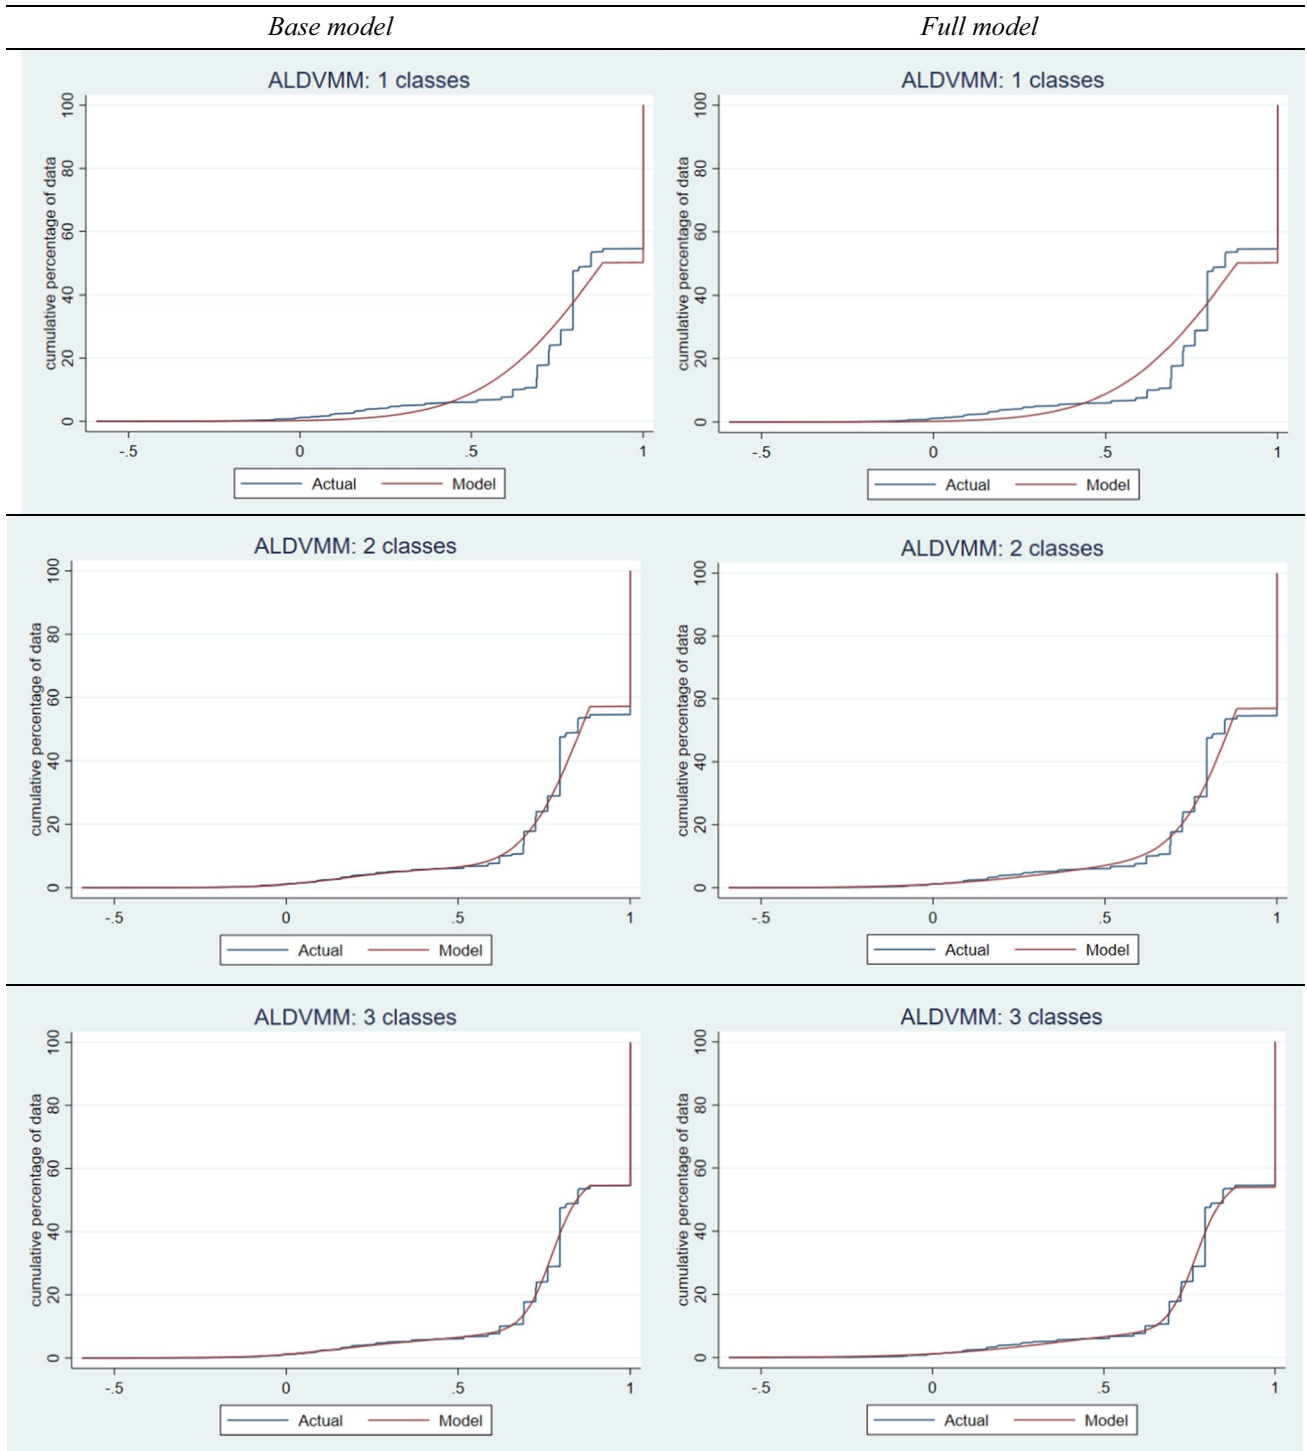 Base model Full model
ALDVMM: 1 classes
cumulative percentage of data
100
80
60
40
20
0
-.5 0 .5 1
Actual Model
ALDVMM: 1 classes
cumulative percentage of data
100
80
60
40
20
0
-.5 0 .5 1
Actual Model
ALDVMM: 2 classes
cumulative percentage of data
100
80
60
40
20
0
-.5 0 .5 1
Actual Model
ALDVMM: 2 classes
cumulative percentage of data
100
80
60
40
20
0
-.5 0 .5 1
Actual Model
ALDVMM: 3 classes
cumulative percentage of data
100
80
60
40
20
0
-.5 0 .5 1
Actual Model
ALDVMM: 3 classes
cumulative percentage of data
100
80
60
40
20
0
-.5 0 .5 1
Actual Model